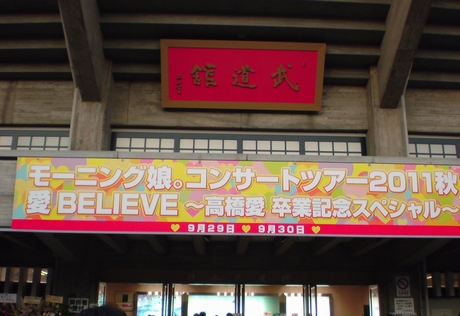 武道館
モーニング娘。コンサートツアー2011秋
愛 BELIEVE ～高橋愛 卒業記念スペシャル～
9月29日 9月30日